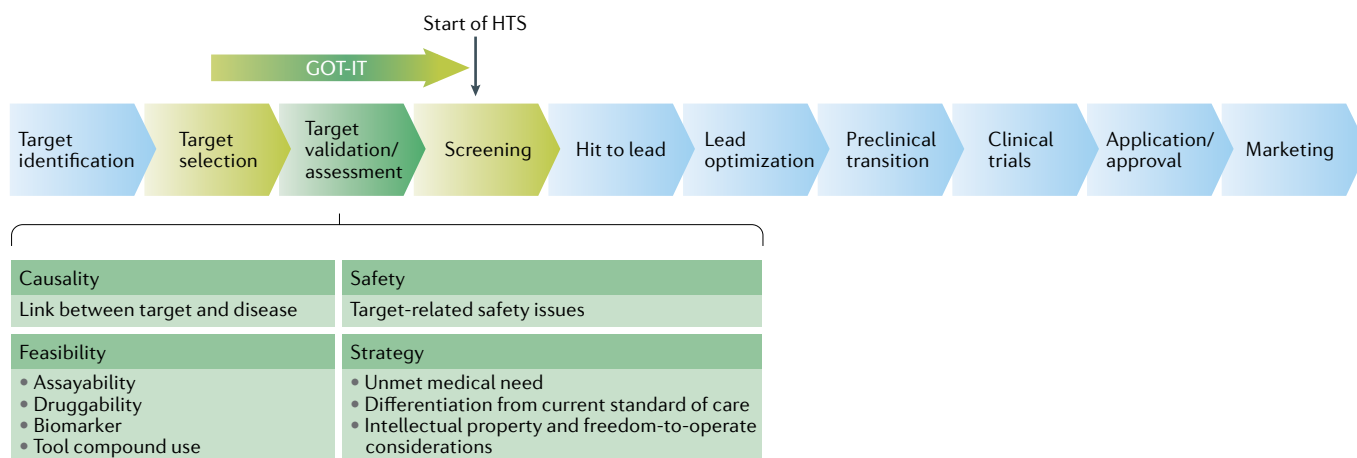 Start of HTS
GOT-IT
Target
identification
Target
selection
Target
validation/
assessment
Screening
Hit to lead
Lead
optimization
Preclinical
transition
Clinical
trials
Application/
approval
Marketing
Causality
Link between target and disease
Safety
Target-related safety issues
Feasibility
• Assayability
• Druggability
• Biomarker
• Tool compound use
Strategy
• Unmet medical need
• Differentiation from current standard of care
• Intellectual property and freedom-to-operate
considerations